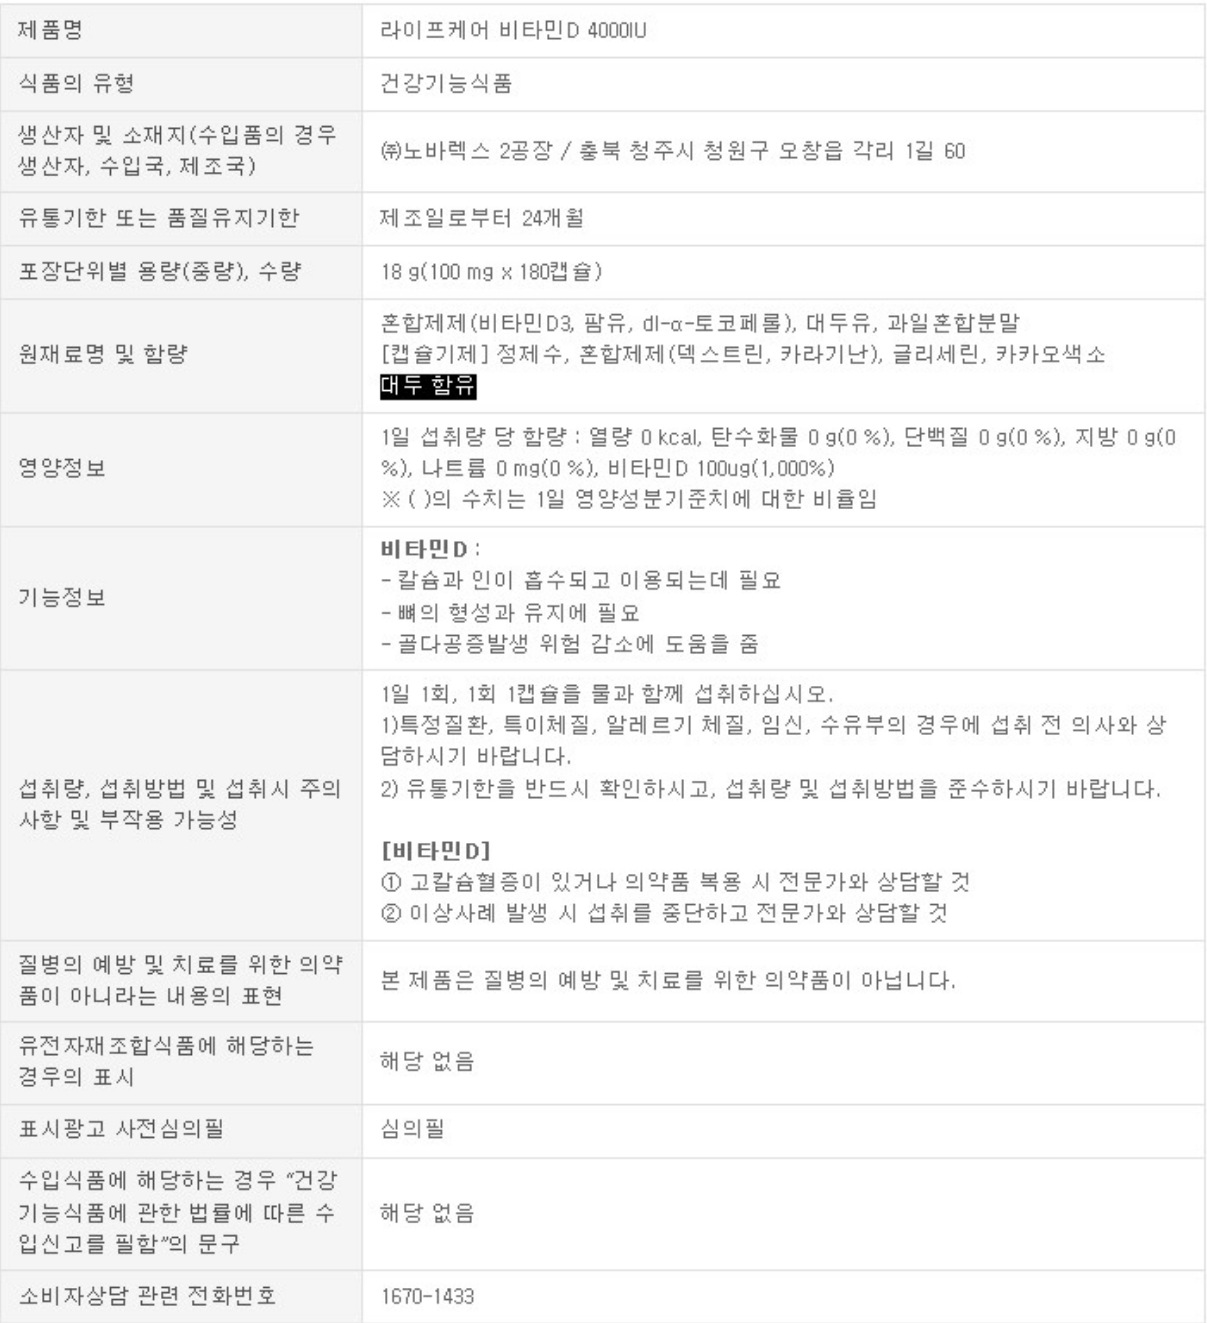 제품명
라이프케어 비타민D 4000IU
식품의 유형
건강기능식품
생산자 및 소재지(수입품의 경우
생산자, 수입국, 제조국)
㈜노바렉스 2공장 / 충북 청주시 청원구 오창읍 각리 1길 60
유통기한 또는 품질유지기한
제조일로부터 24개월
포장단위별 용량(중량), 수량
18 g(100 mg x 180캡슐)
원재료명 및 함량
혼합제제(비타민D3, 팜유, dl-α-토코페롤), 대두유, 과일혼합분말
[캡슐기제] 정제수, 혼합제제(덱스트린, 카라기난), 글리세린, 카카오색소
대두 함유
영양정보
1일 섭취량 당 함량 : 열량 0 kcal, 탄수화물 0 g(0 %), 단백질 0 g(0 %), 지방 0 g(0
%), 나트륨 0 mg(0 %), 비타민D 100ug(1,000%)
※ ( )의 수치는 1일 영양성분기준치에 대한 비율임
기능정보
비타민D :
- 칼슘과 인이 흡수되고 이용되는데 필요
- 뼈의 형성과 유지에 필요
- 골다공증발생 위험 감소에 도움을 줌
섭취량, 섭취방법 및 섭취시 주의
사항 및 부작용 가능성
1일 1회, 1회 1캡슐을 물과 함께 섭취하십시오.
1)특정질환, 특이체질, 알레르기 체질, 임신, 수유부의 경우에 섭취 전 의사와 상
담하시기 바랍니다.
2) 유통기한을 반드시 확인하시고, 섭취량 및 섭취방법을 준수하시기 바랍니다.
[비타민D]
① 고칼슘혈증이 있거나 의약품 복용 시 전문가와 상담할 것
② 이상사례 발생 시 섭취를 중단하고 전문가와 상담할 것
질병의 예방 및 치료를 위한 의약
품이 아니라는 내용의 표현
본 제품은 질병의 예방 및 치료를 위한 의약품이 아닙니다.
유전자재조합식품에 해당하는
경우의 표시
해당 없음
표시광고 사전심의필
심의필
수입식품에 해당하는 경우 “건강
기능식품에 관한 법률에 따른 수
입신고를 필함”의 문구
해당 없음
소비자상담 관련 전화번호
1670-1433